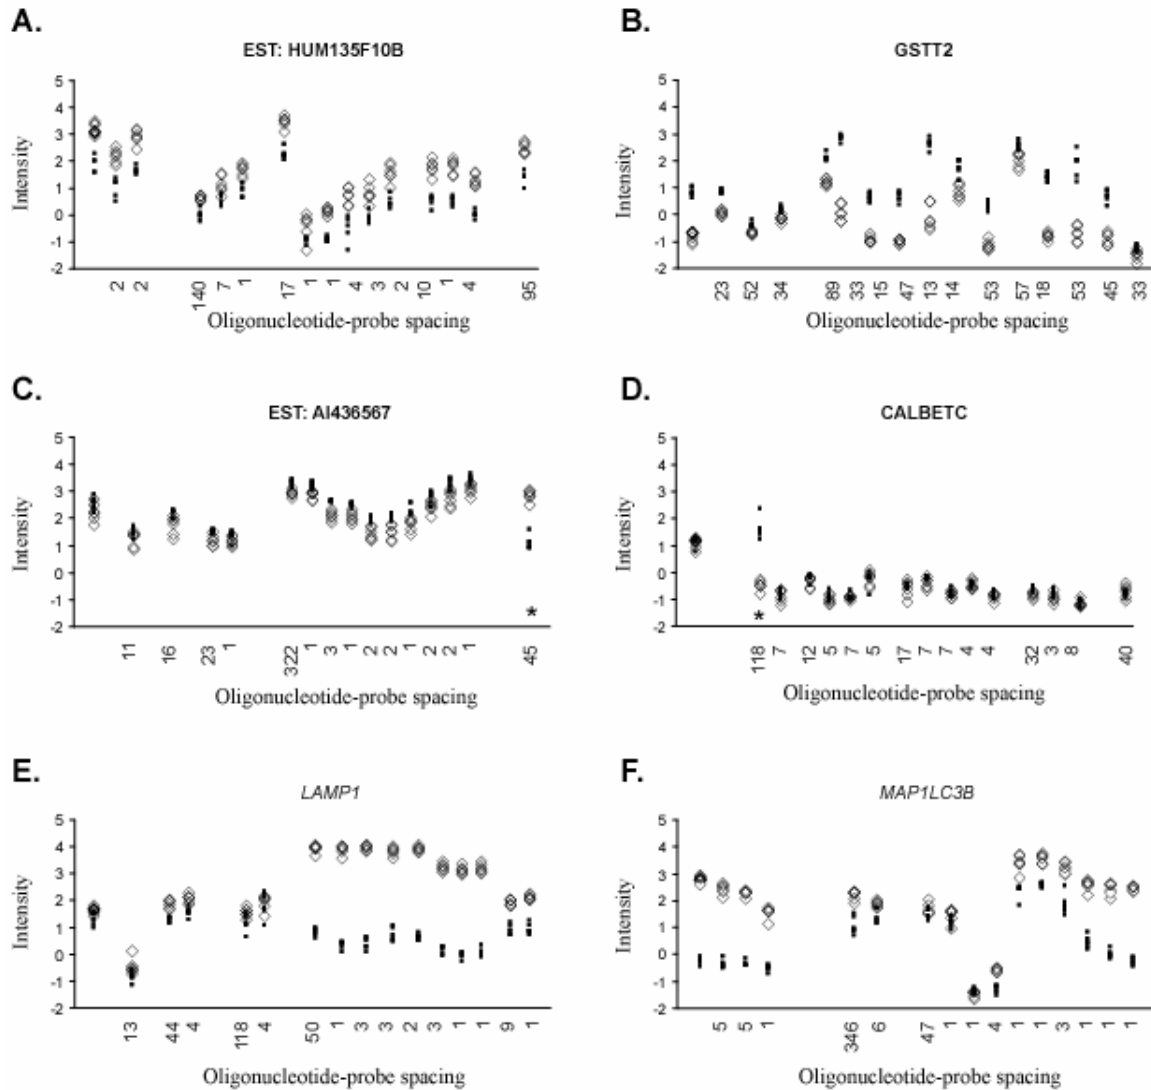 A.
EST: HUM135F10B
5
4
3
2
1
0
-1
-2
Intensity
2 2 140 7 1 17 1 1 4 3 2 10 1 4 95
Oligonucleotide-probe spacing
B.
GSTT2
5
4
3
2
1
0
-1
-2
Intensity
23 52 34 89 33 15 47 13 14 53 57 18 53 45 33
Oligonucleotide-probe spacing
C.
EST: AI436567
5
4
3
2
1
0
-1
-2
Intensity
*
11 16 23 1 322 1 3 1 2 2 1 2 2 1 45
Oligonucleotide-probe spacing
D.
CALBETC
5
4
3
2
1
0
-1
-2
Intensity
*
118 7 12 5 7 5 17 7 7 4 4 32 3 8 40
Oligonucleotide-probe spacing
E.
LAMP1
5
4
3
2
1
0
-1
-2
Intensity
13 44 4 118 4 50 1 3 3 2 3 1 1 9 1
Oligonucleotide-probe spacing
F.
MAP1LC3B
5
4
3
2
1
0
-1
-2
Intensity
5 5 1 346 6 47 1 1 4 1 1 3 1 1 1
Oligonucleotide-probe spacing